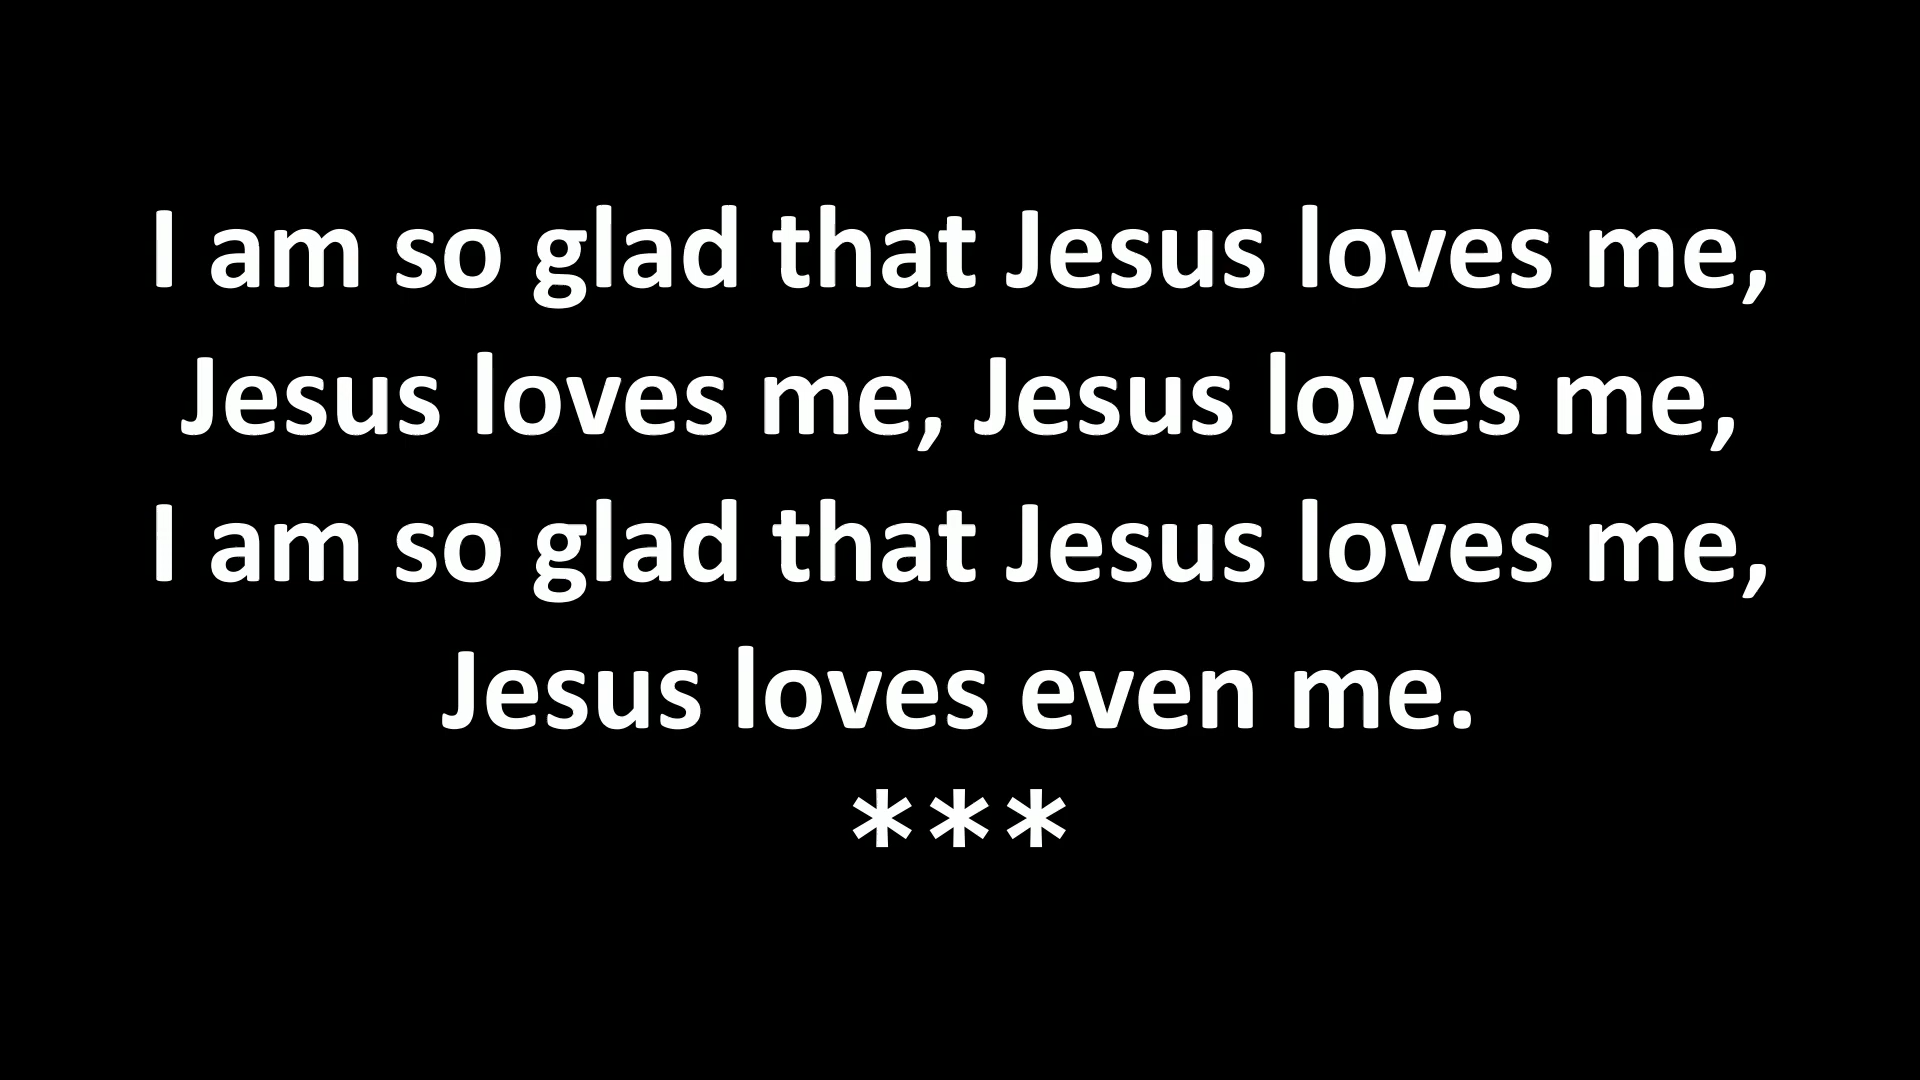 I am so glad that Jesus loves me,
Jesus loves me, Jesus loves me,
I am so glad that Jesus loves me,
Jesus loves even me.
***